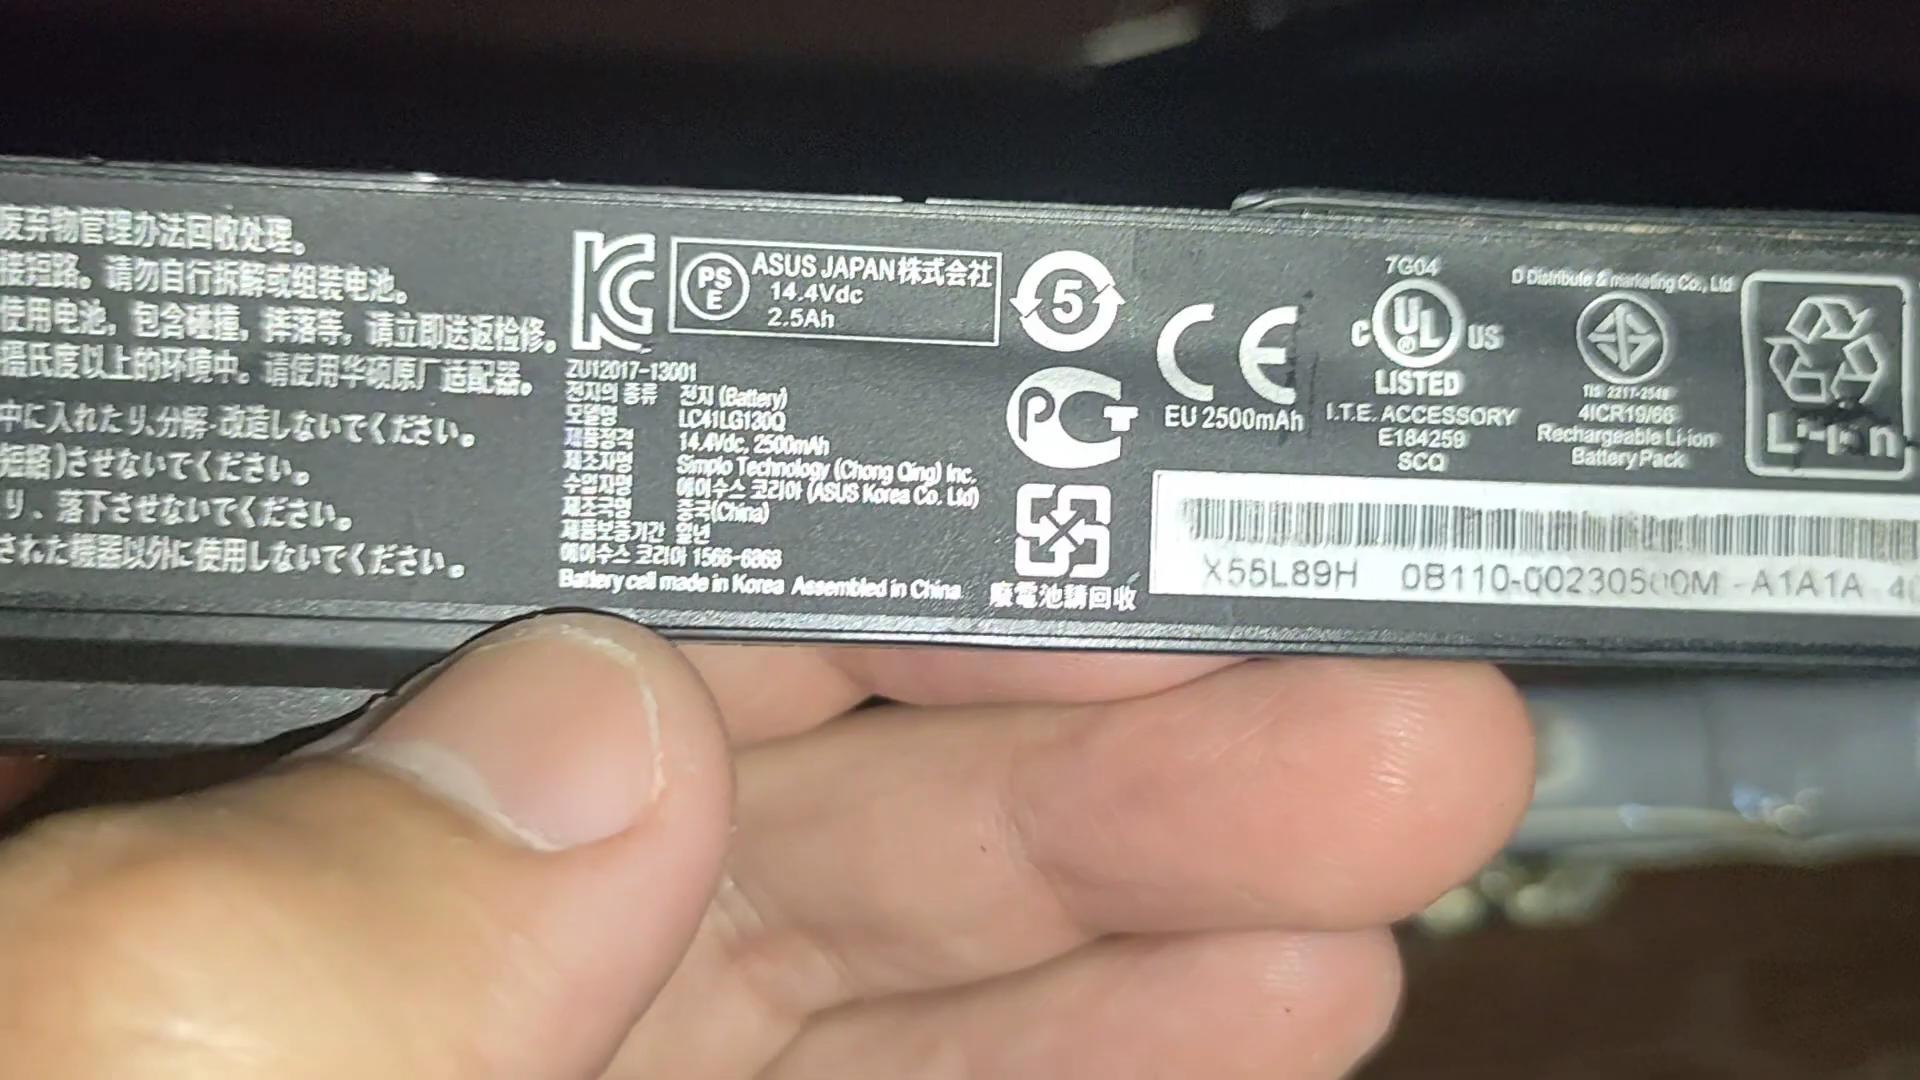 废弃物管理办法回收处理。
接短路。请勿自行拆解或组装电池。
使用电池，包含碰撞，摔落等，请立即送返检修。
摄氏度以上的环境中。请使用华硕原厂适配器。
中に入れたり、分解·改造しないでください。
短絡)させないでください。
り、落下させないでください。
された機器以外に使用しないでください。
PS
E
ASUS JAPAN株式会社
14.4Vdc
2.5Ah
ZU12017-13001
전지의 종류 전지 (Battery)
모델명 LC41LG130Q
제품정격 14.4Vdc, 2500mAh
제조자명 Simplo Technology (Chong Qing) Inc.
수입자명 에이수스 코리아 (ASUS Korea Co. Ltd)
제조국명 중국(China)
제품보증기간 일년
에이수스 코리아 1566-6868
Battery cell made in Korea Assembled in China
5
廢電池請回收
CE
EU 2500mAh
7G04
C UL US
LISTED
I.T.E. ACCESSORY
E184259
SCQ
D Distribute & marketing Co., Ltd
TIS 2217-2548
4ICR19/66
Rechargeable Li-ion
Battery Pack
Li-ion
X55L89H 0B110-00230500M - A1A1A - 40